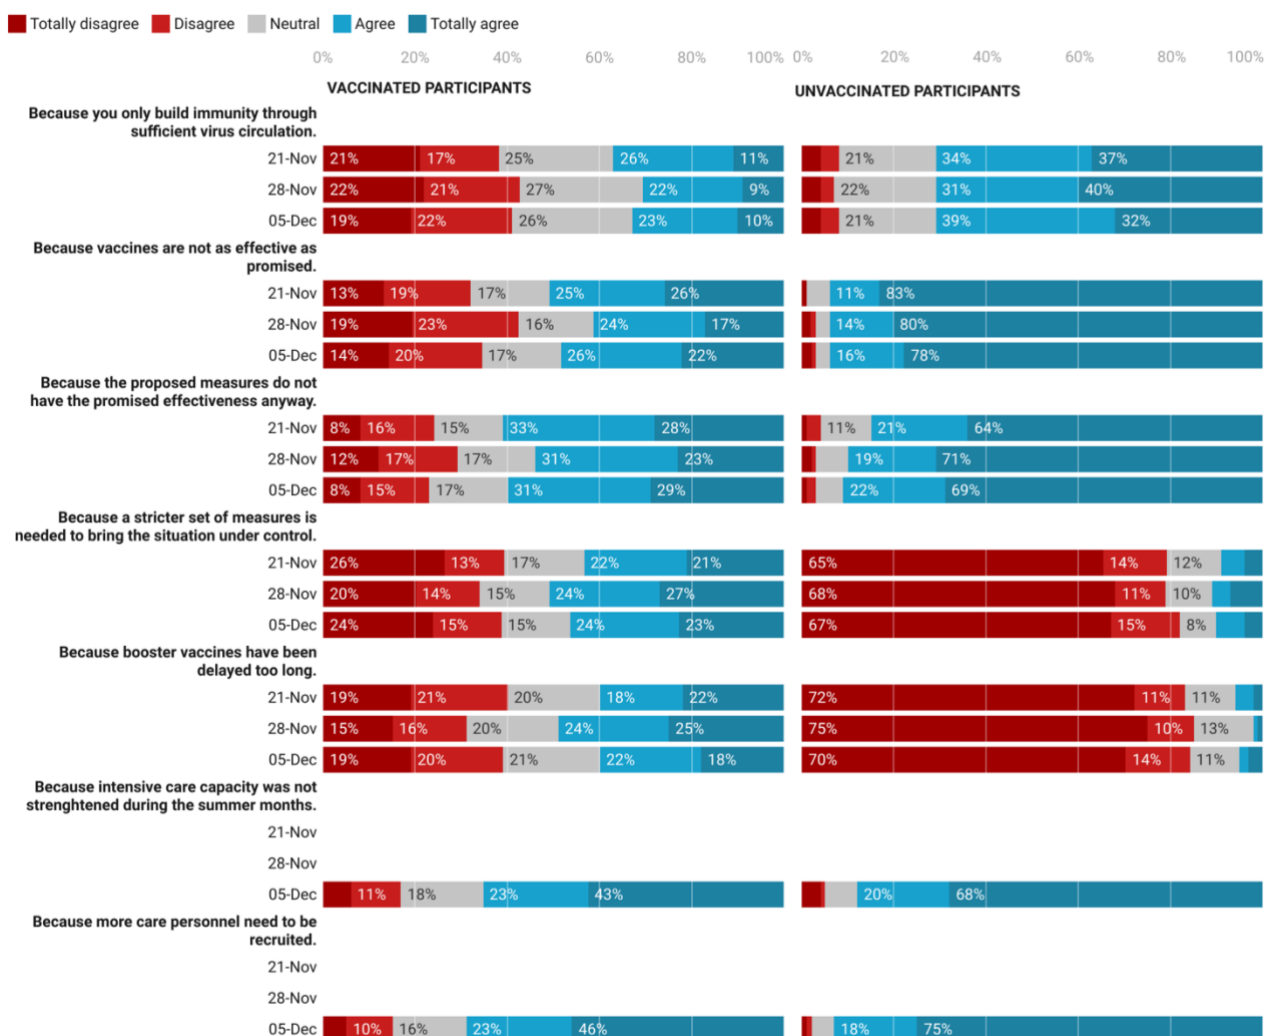 Totally disagree Disagree Neutral Agree Totally agree
0% 20% 40% 60% 80% 100% 0% 20% 40% 60% 80% 100%
VACCINATED PARTICIPANTS UNVACCINATED PARTICIPANTS
Because you only build immunity through
sufficient virus circulation.
21-Nov 21% 17% 25% 26% 11% 21% 34% 37%
28-Nov 22% 21% 27% 22% 9% 22% 31% 40%
05-Dec 19% 22% 26% 23% 10% 21% 39% 32%
Because vaccines are not as effective as
promised.
21-Nov 13% 19% 17% 25% 26% 11% 83%
28-Nov 19% 23% 16% 24% 17% 14% 80%
05-Dec 14% 20% 17% 26% 22% 16% 78%
Because the proposed measures do not
have the promised effectiveness anyway.
21-Nov 8% 16% 15% 33% 28% 11% 21% 64%
28-Nov 12% 17% 17% 31% 23% 19% 71%
05-Dec 8% 15% 17% 31% 29% 22% 69%
Because a stricter set of measures is
needed to bring the situation under control.
21-Nov 26% 13% 17% 22% 21% 65% 14% 12%
28-Nov 20% 14% 15% 24% 27% 68% 11% 10%
05-Dec 24% 15% 15% 24% 23% 67% 15% 8%
Because booster vaccines have been
delayed too long.
21-Nov 19% 21% 20% 18% 22% 72% 11% 11%
28-Nov 15% 16% 20% 24% 25% 75% 10% 13%
05-Dec 19% 20% 21% 22% 18% 70% 14% 11%
Because intensive care capacity was not
strenghtened during the summer months.
21-Nov
28-Nov
05-Dec 11% 18% 23% 43% 20% 68%
Because more care personnel need to be
recruited.
21-Nov
28-Nov
05-Dec 10% 16% 23% 46% 18% 75%